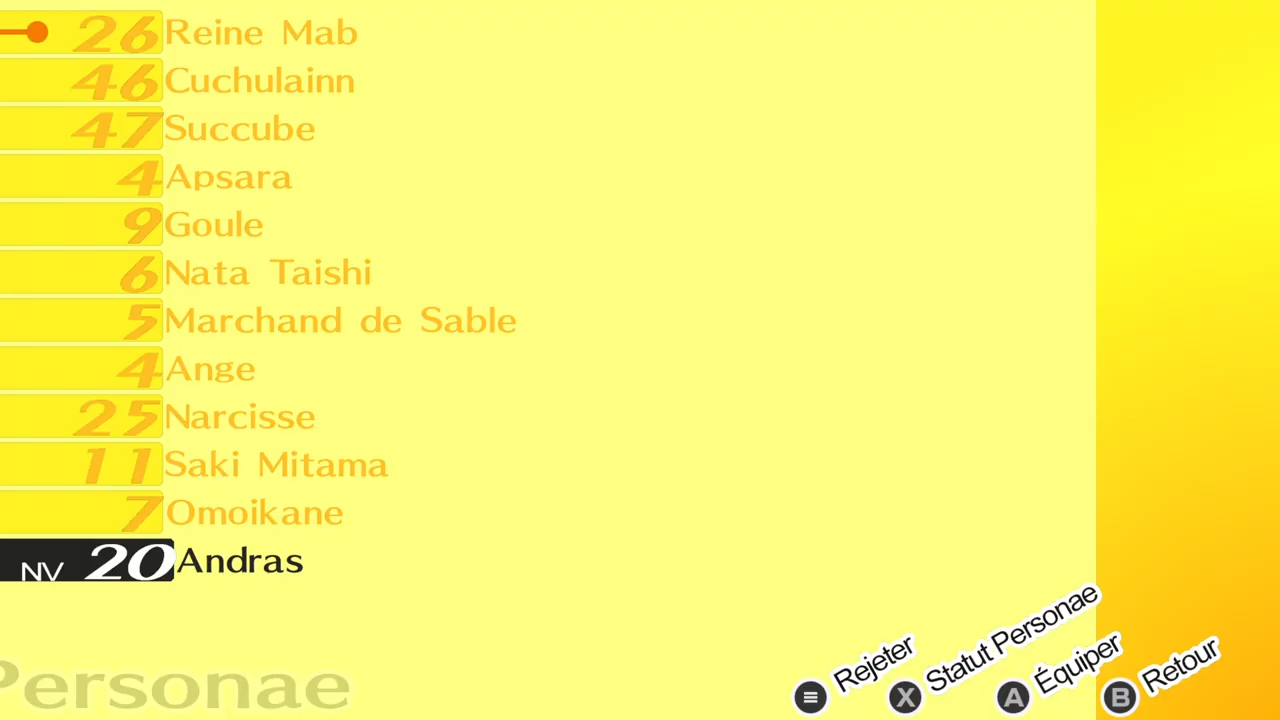 26 Reine Mab
46 Cuchulainn
47 Succube
4 Apsara
9 Goule
6 Nata Taishi
5 Marchand de Sable
4 Ange
25 Narcisse
11 Saki Mitama
7 Omoikane
NV 20 Andras
Personae
Rejeter
X Statut Personae
A Équiper
B Retour